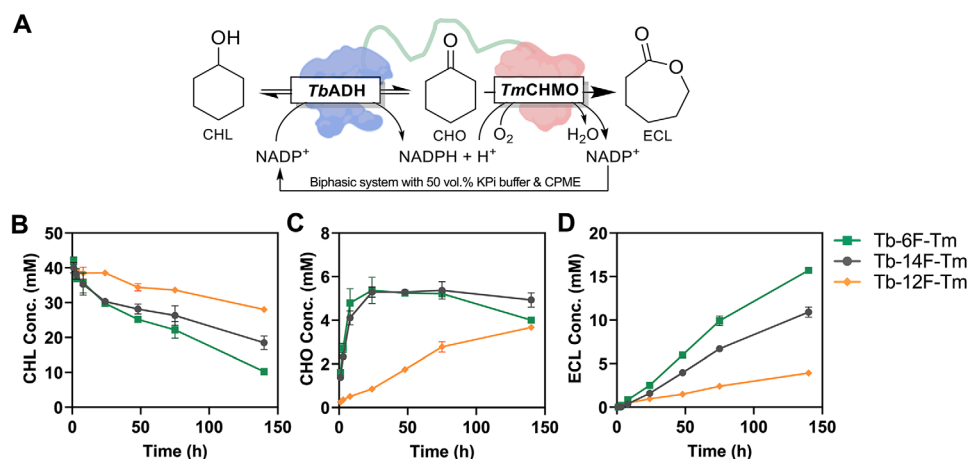 A
OH
CHL
TbADH
O
CHO
TmCHMO
O
O
ECL
NADP+
NADPH + H+
O2
H2O
NADP+
Biphasic system with 50 vol.% KPi buffer & CPME
B
CHL Conc. (mM)
50
40
30
20
10
0
0 50 100 150
Time (h)
C
CHO Conc. (mM)
8
6
4
2
0
0 50 100 150
Time (h)
D
ECL Conc. (mM)
20
15
10
5
0
0 50 100 150
Time (h)
Tb-6F-Tm
Tb-14F-Tm
Tb-12F-Tm